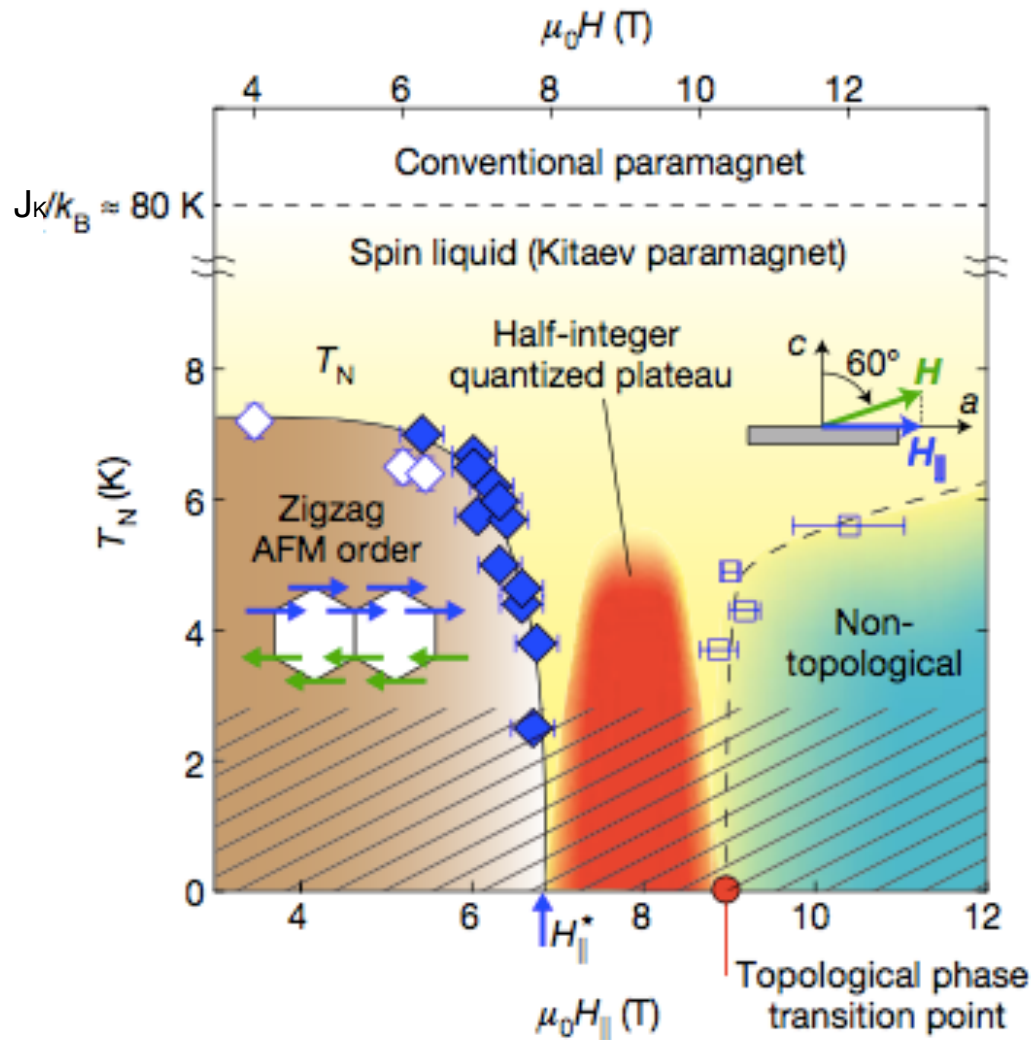 μ₀H (T)
4 6 8 10 12
Conventional paramagnet
JK/kB ≈ 80 K
Spin liquid (Kitaev paramagnet)
Half-integer
quantized plateau
TN
c
60°
H
a
H∥
8
6
4
2
0
TN (K)
Zigzag
AFM order
Non-
topological
4 6 8 10 12
H∥*
Topological phase
transition point
μ₀H∥ (T)